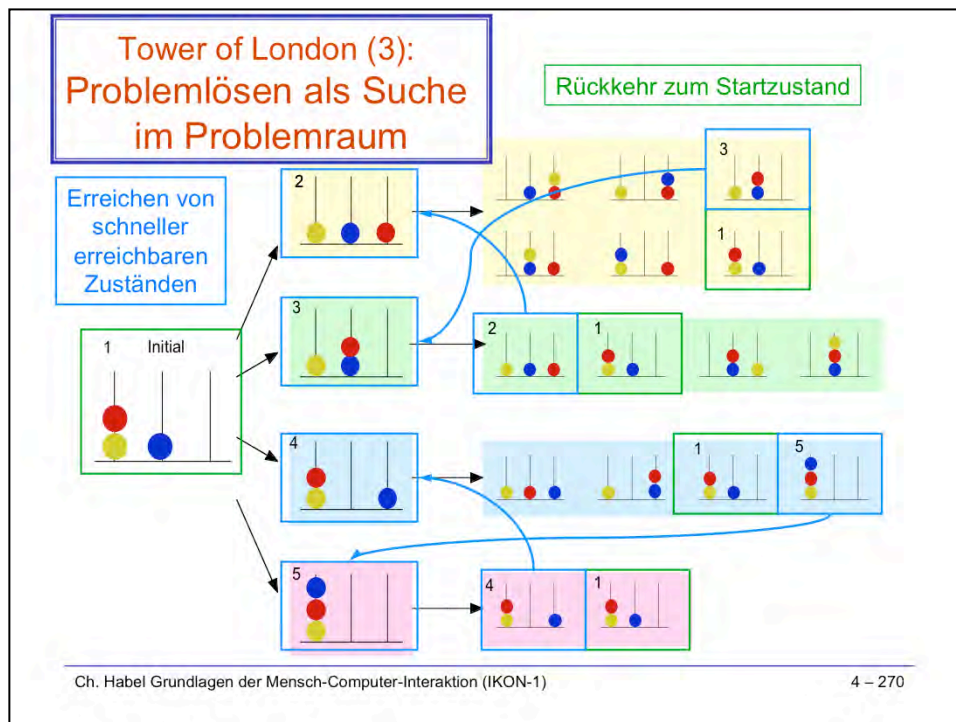 Tower of London (3):
Problemlösen als Suche
im Problemraum
Rückkehr zum Startzustand
Erreichen von
schneller
erreichbaren
Zuständen
2
3
1
3
2
1
1 Initial
4
1
5
5
4
1
Ch. Habel Grundlagen der Mensch-Computer-Interaktion (IKON-1)
4 – 270